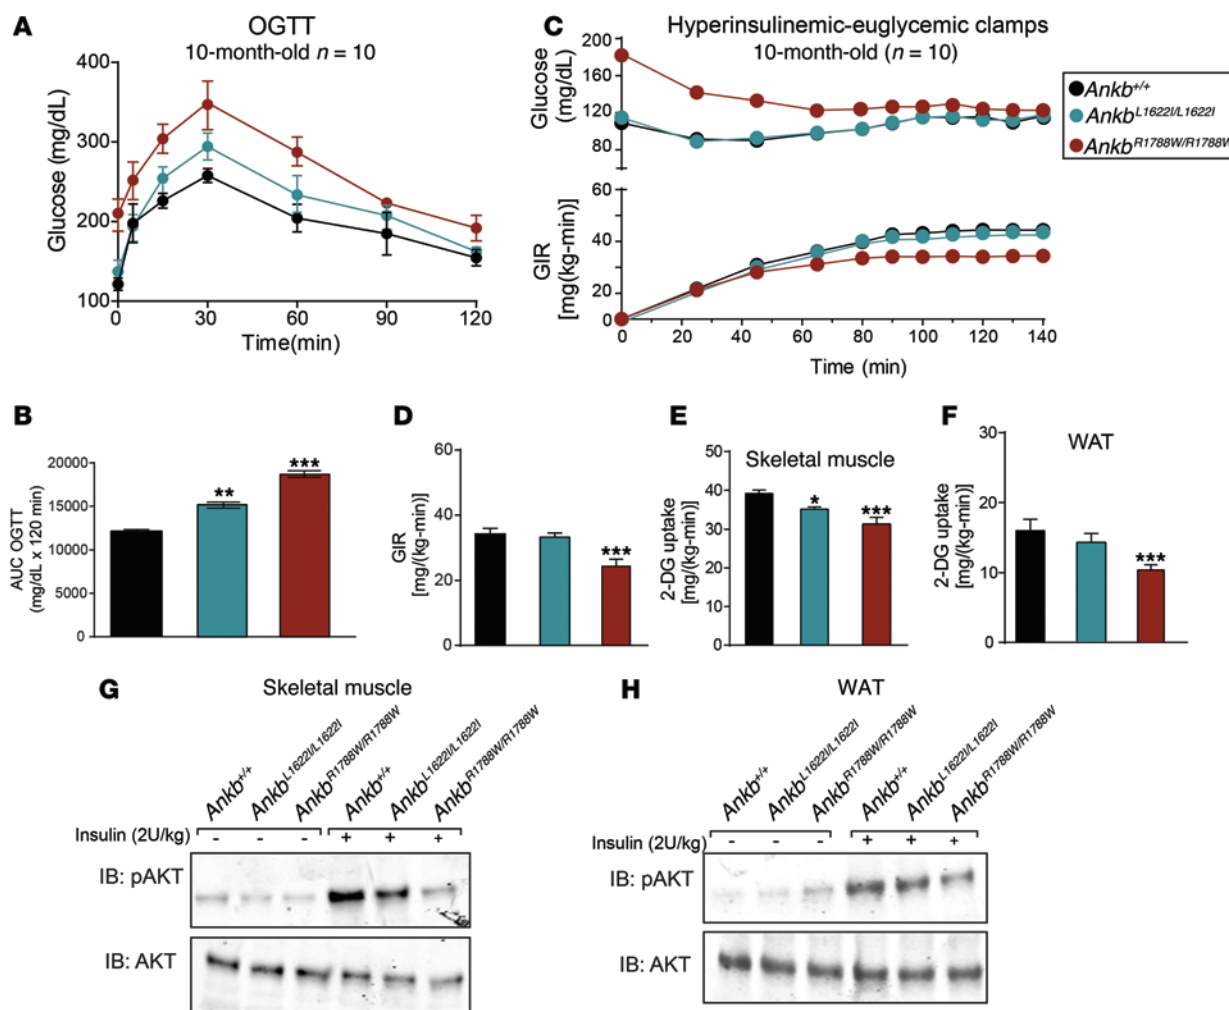 A
OGTT
10-month-old n = 10
Glucose (mg/dL)
400
300
200
100
0
30
60
90
120
Time(min)
C
Hyperinsulinemic-euglycemic clamps
10-month-old (n = 10)
Glucose
(mg/dL)
200
160
120
80
GIR
[mg(kg-min)]
60
40
20
0
0
20
40
60
80
100
120
140
Time (min)
Ankb+/+
AnkbL1622I/L1622I
AnkbR1788W/R1788W
B
AUC OGTT
(mg/dL x 120 min)
20000
15000
10000
5000
0
**
***
D
GIR
[mg/(kg-min)]
60
40
20
0
***
E
Skeletal muscle
2-DG uptake
[mg/(kg-min)]
50
40
30
20
10
0
*
***
F
WAT
2-DG uptake
[mg/(kg-min)]
30
20
10
0
***
G
Skeletal muscle
Ankb+/+
AnkbL1622I/L1622I
AnkbR1788W/R1788W
Ankb+/+
AnkbL1622I/L1622I
AnkbR1788W/R1788W
Insulin (2U/kg) - - - + + +
IB: pAKT
IB: AKT
H
WAT
Ankb+/+
AnkbL1622I/L1622I
AnkbR1788W/R1788W
Ankb+/+
AnkbL1622I/L1622I
AnkbR1788W/R1788W
Insulin (2U/kg) - - - + + +
IB: pAKT
IB: AKT